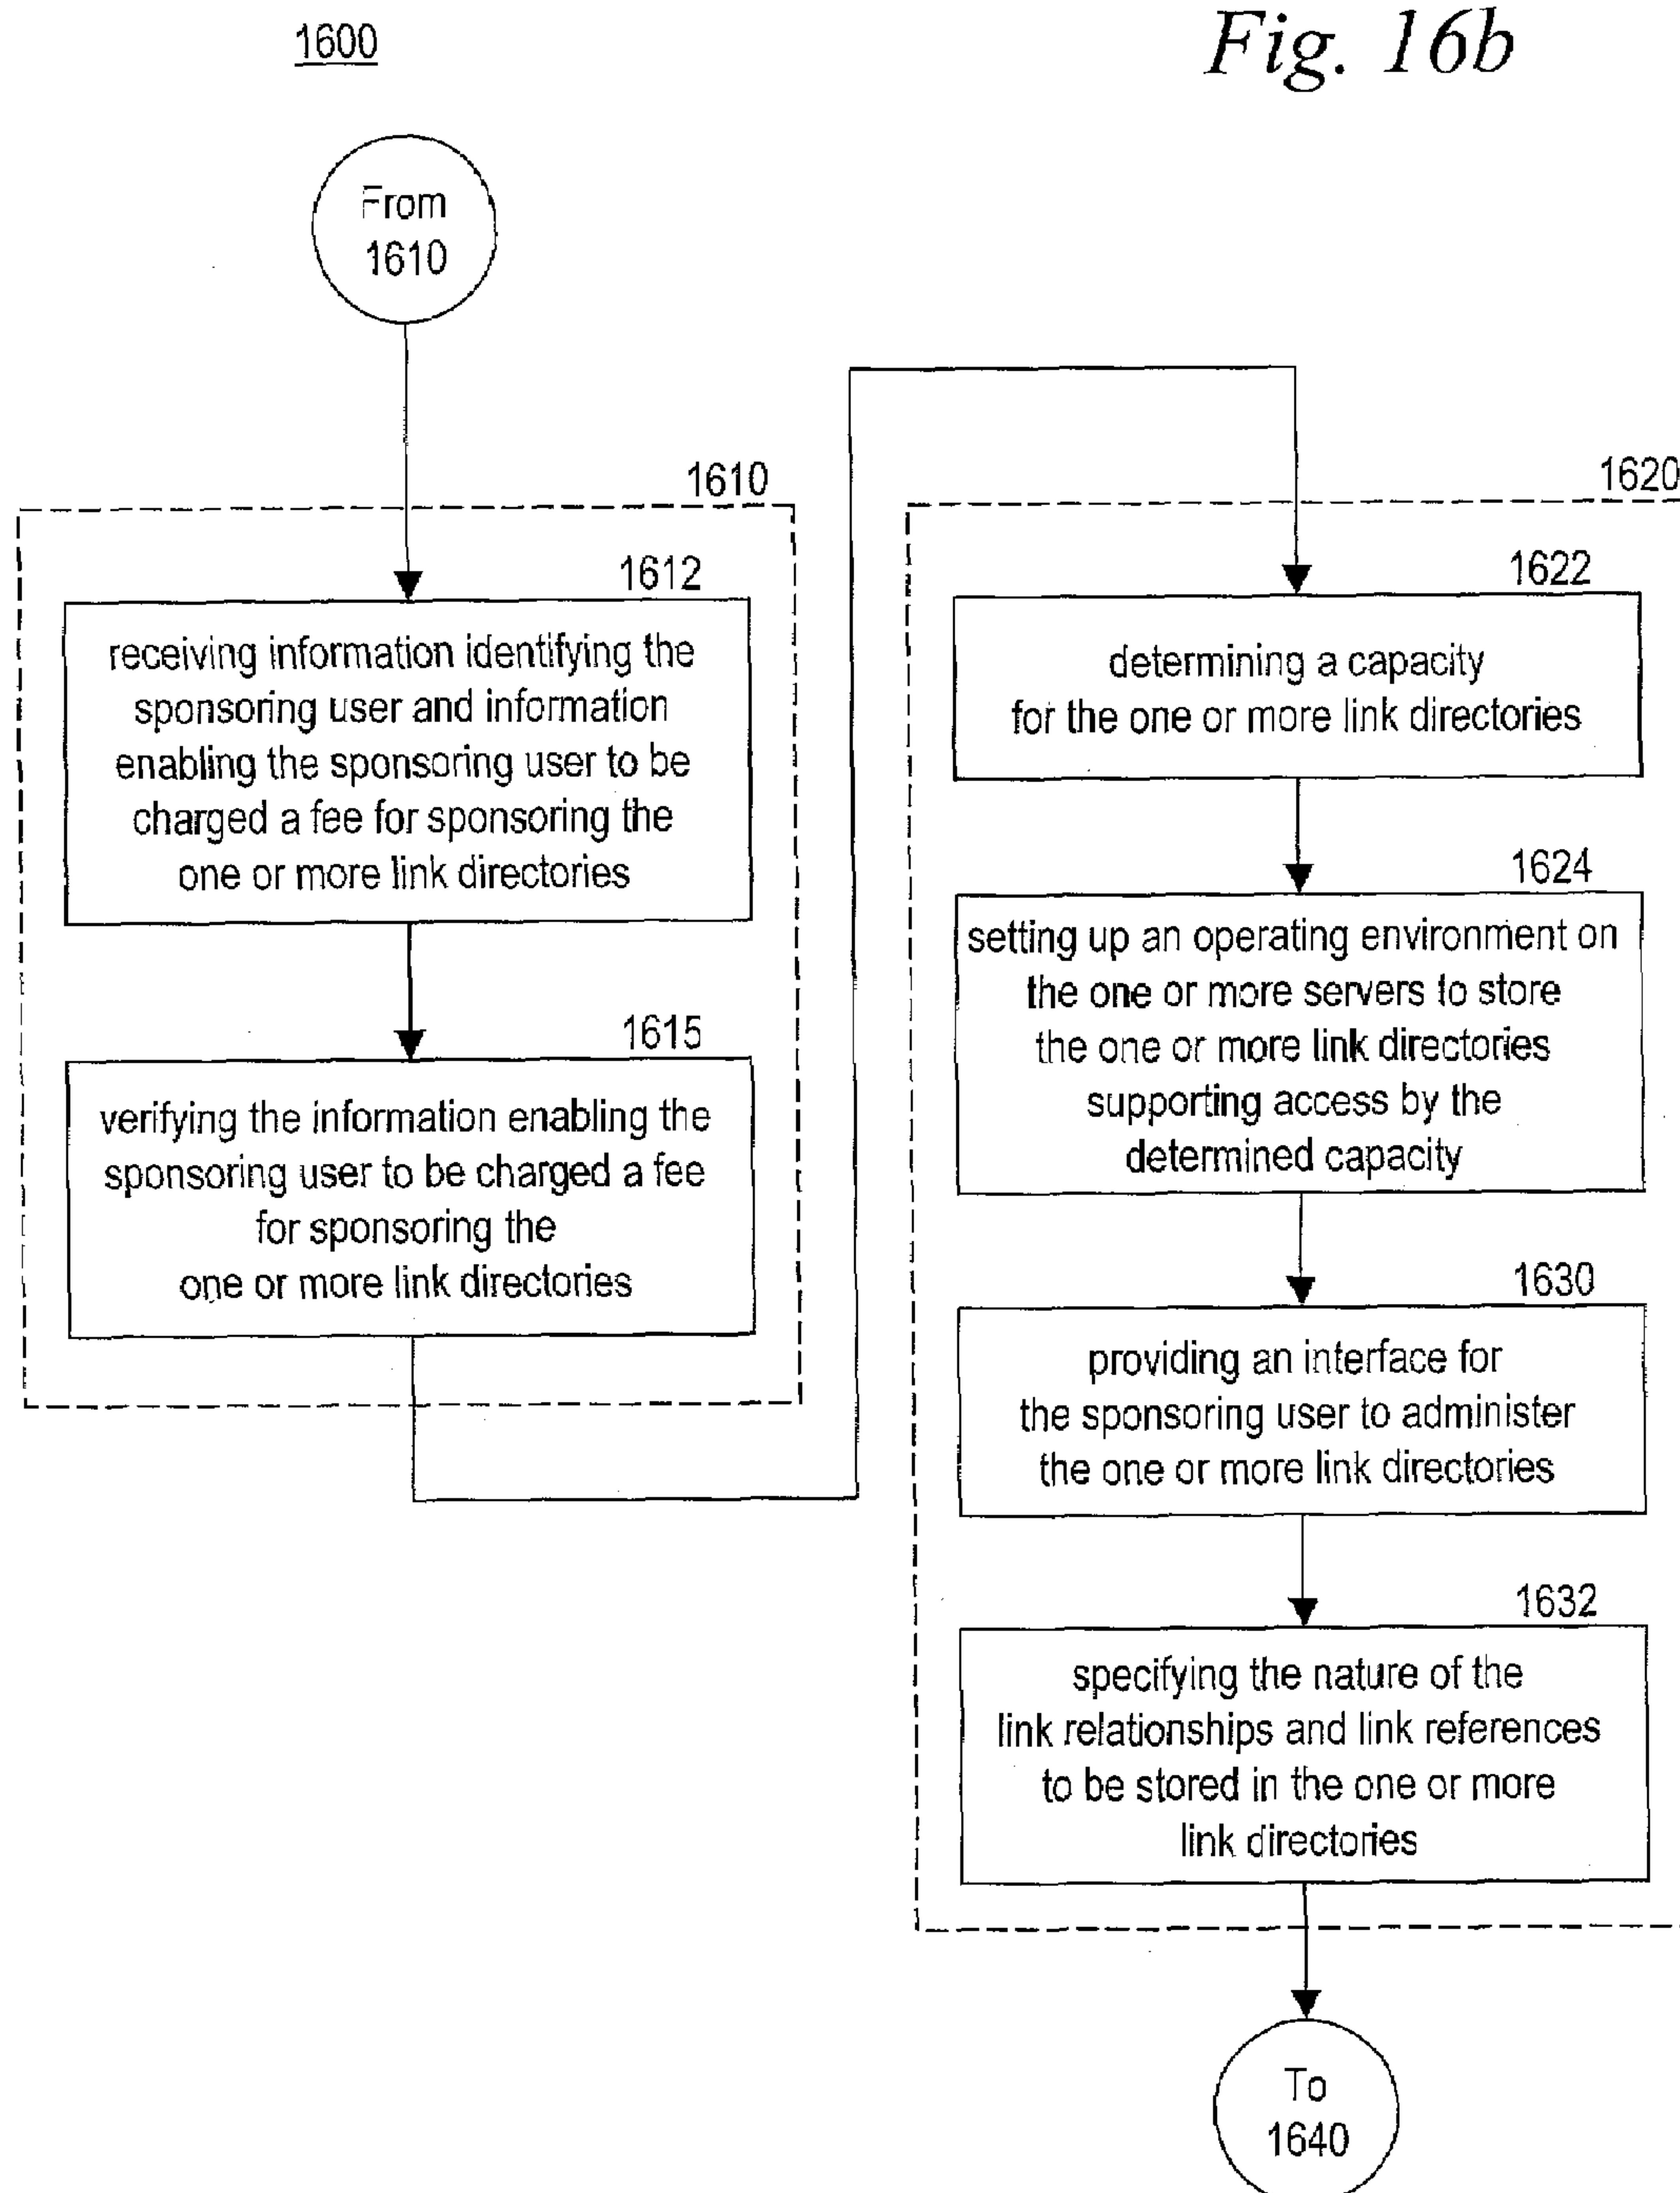 1600
Fig. 16b
From
1610
1610
1612
receiving information identifying the
sponsoring user and information
enabling the sponsoring user to be
charged a fee for sponsoring the
one or more link directories
1615
verifying the information enabling the
sponsoring user to be charged a fee
for sponsoring the
one or more link directories
1620
1622
determining a capacity
for the one or more link directories
1624
setting up an operating environment on
the one or more servers to store
the one or more link directories
supporting access by the
determined capacity
1630
providing an interface for
the sponsoring user to administer
the one or more link directories
1632
specifying the nature of the
link relationships and link references
to be stored in the one or more
link directories
To
1640